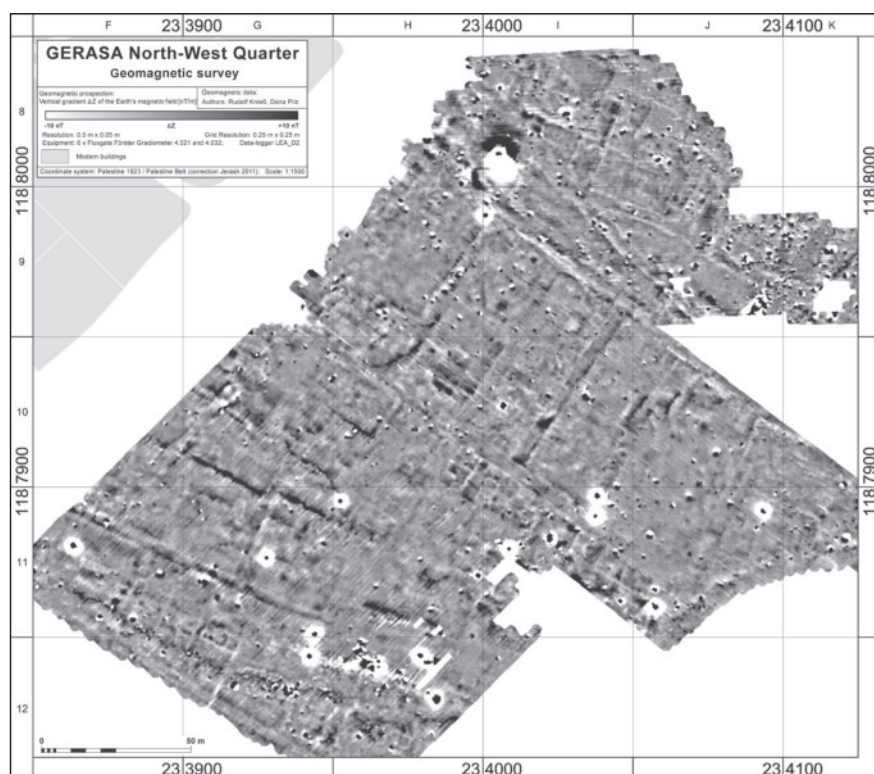 F 23 3900 G H 23 4000 I J 23 4100 K
GERASA North-West Quarter
Geomagnetic survey
Geomagnetic prospection:
Vertical gradient ΔZ of the Earth's magnetic field [nT/m]
Geomagnetic data:
Authors: Rudolf Knieß, Dana Pilz
-10 nT ΔZ +10 nT
Resolution: 0.5 m x 0.05 m Grid Resolution: 0.25 m x 0.25 m
Equipment: 6 x Fluxgate Förster Gradiometer 4.021 and 4.032; Data-logger LEA_D2
Modern buildings
Coordinate system: Palestine 1923 / Palestine Belt (correction Jerash 2011); Scale: 1:1500
8
118 8000
118 8000
9
10
118 7900
118 7900
11
12
0 50 m
23 3900 23 4000 23 4100